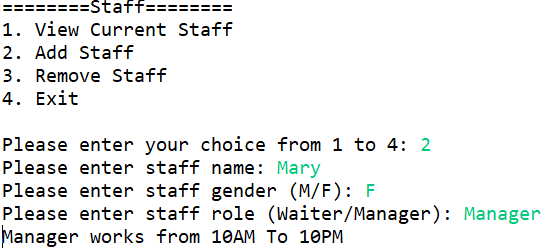 ========Staff========
1. View Current Staff
2. Add Staff
3. Remove Staff
4. Exit
Please enter your choice from 1 to 4: 2
Please enter staff name: Mary
Please enter staff gender (M/F): F
Please enter staff role (Waiter/Manager): Manager
Manager works from 10AM To 10PM